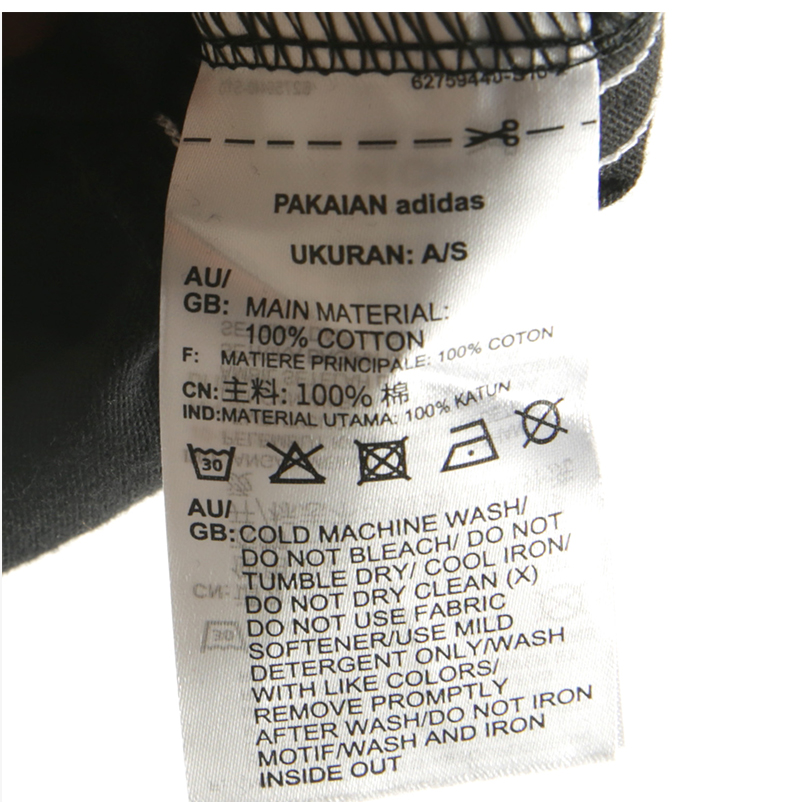 PAKAIAN adidas
UKURAN: A/S
AU/
GB: MAIN MATERIAL:
100% COTTON
F: MATIERE PRINCIPALE: 100% COTON
CN:主料: 100% 棉
IND:MATERIAL UTAMA: 100% KATUN
30
AU/
GB:COLD MACHINE WASH/
DO NOT BLEACH/ DO NOT
TUMBLE DRY/ COOL IRON/
DO NOT DRY CLEAN (X)
DO NOT USE FABRIC
SOFTENER/USE MILD
DETERGENT ONLY/WASH
WITH LIKE COLORS/
REMOVE PROMPTLY
AFTER WASH/DO NOT IRON
MOTIF/WASH AND IRON
INSIDE OUT